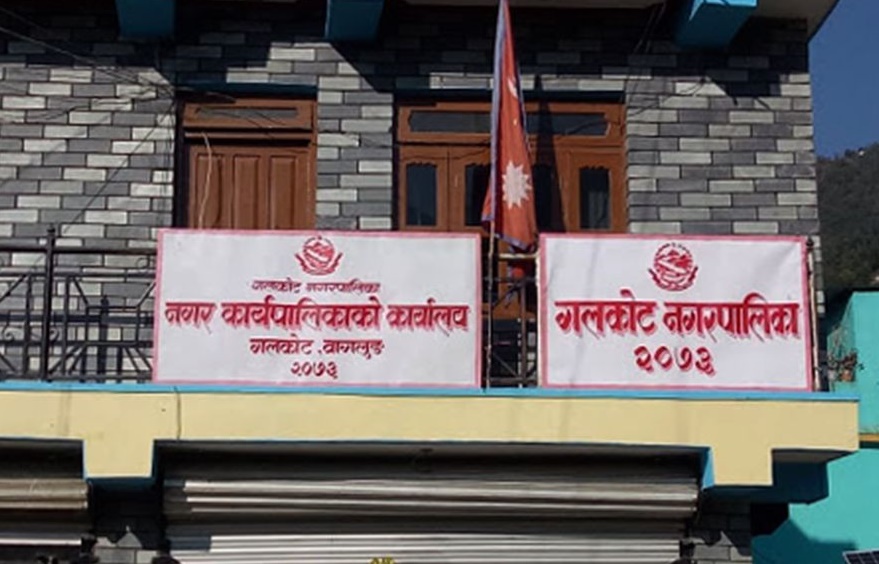 गलकोट नगरपालिका
नगर कार्यपालिकाको कार्यालय
गलकोट, बागलुङ
२०७३
गलकोट नगरपालिका
२०७३